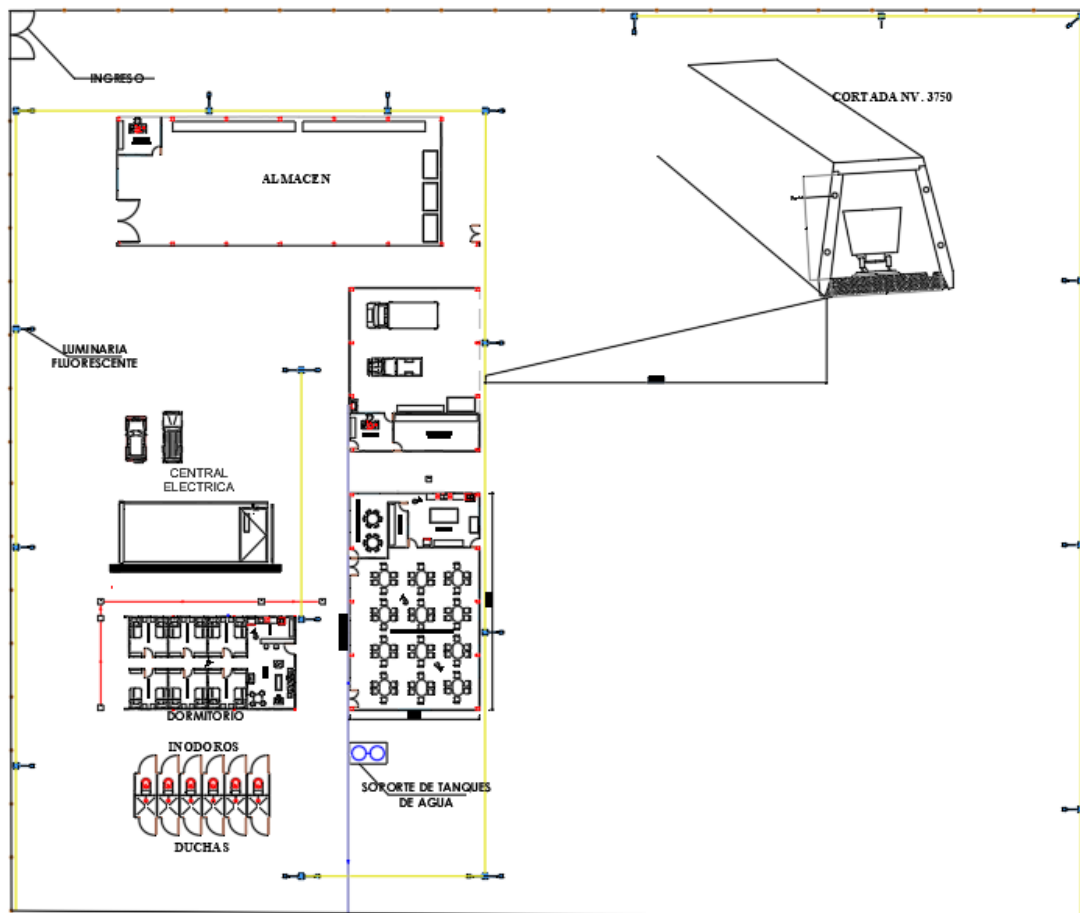 INGRESO
CORTADA NV. 3750
ALMACEN
LUMINARIA
FLUORESCENTE
CENTRAL
ELECTRICA
DORMITORIO
INODOROS
SOPORTE DE TANQUES
DE AGUA
DUCHAS